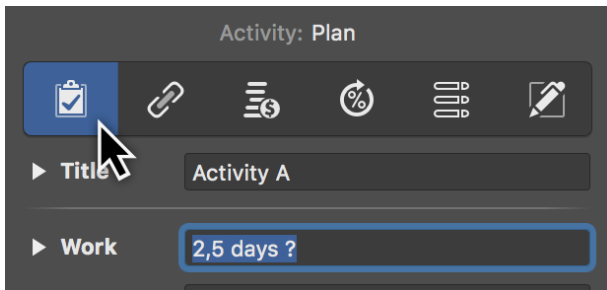 Activity: Plan
Title
Activity A
Work
2,5 days ?